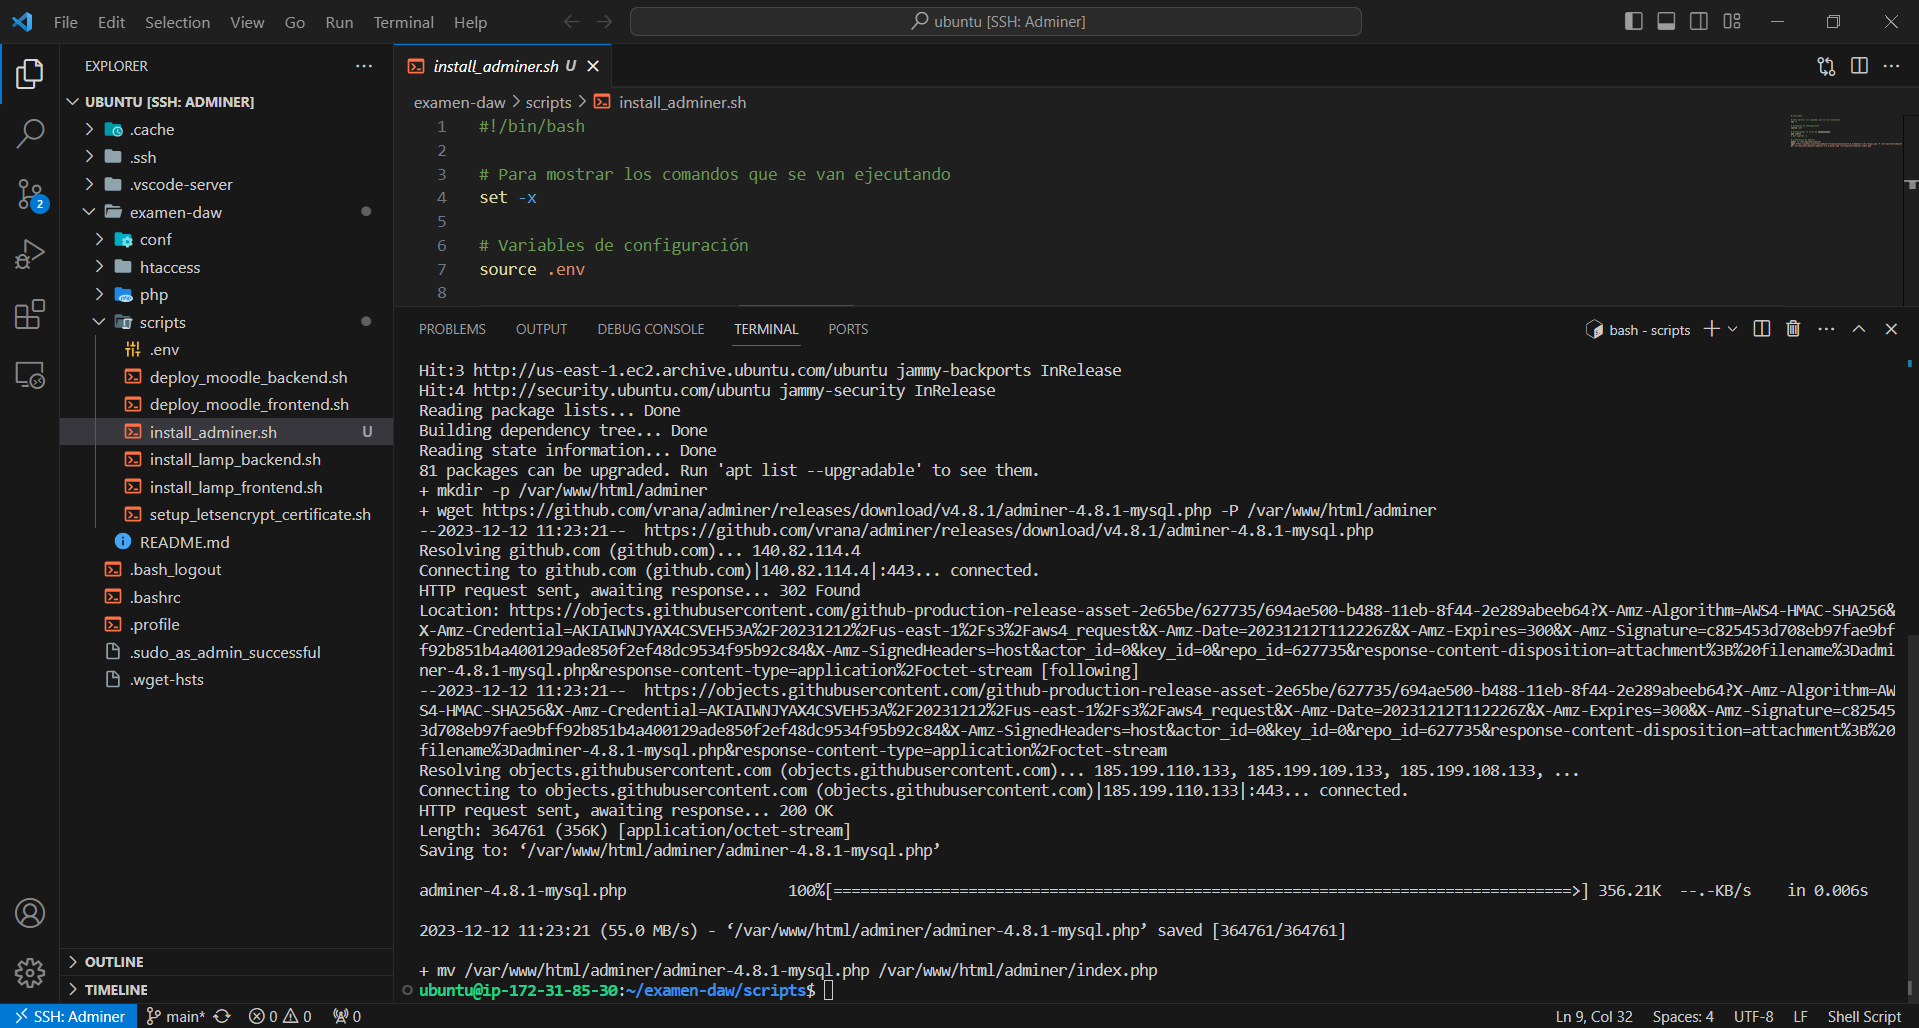 File Edit Selection View Go Run Terminal Help
ubuntu [SSH: Adminer]
EXPLORER
UBUNTU [SSH: ADMINER]
.cache
.ssh
.vscode-server
examen-daw
conf
htaccess
php
scripts
.env
deploy_moodle_backend.sh
deploy_moodle_frontend.sh
install_adminer.sh U
install_lamp_backend.sh
install_lamp_frontend.sh
setup_letsencrypt_certificate.sh
README.md
.bash_logout
.bashrc
.profile
.sudo_as_admin_successful
.wget-hsts
OUTLINE
TIMELINE
2
install_adminer.sh U
examen-daw > scripts > install_adminer.sh
1 #!/bin/bash
2
3 # Para mostrar los comandos que se van ejecutando
4 set -x
5
6 # Variables de configuración
7 source .env
8
PROBLEMS OUTPUT DEBUG CONSOLE TERMINAL PORTS
bash - scripts
Hit:3 http://us-east-1.ec2.archive.ubuntu.com/ubuntu jammy-backports InRelease
Hit:4 http://security.ubuntu.com/ubuntu jammy-security InRelease
Reading package lists... Done
Building dependency tree... Done
Reading state information... Done
81 packages can be upgraded. Run 'apt list --upgradable' to see them.
+ mkdir -p /var/www/html/adminer
+ wget https://github.com/vrana/adminer/releases/download/v4.8.1/adminer-4.8.1-mysql.php -P /var/www/html/adminer
--2023-12-12 11:23:21--  https://github.com/vrana/adminer/releases/download/v4.8.1/adminer-4.8.1-mysql.php
Resolving github.com (github.com)... 140.82.114.4
Connecting to github.com (github.com)|140.82.114.4|:443... connected.
HTTP request sent, awaiting response... 302 Found
Location: https://objects.githubusercontent.com/github-production-release-asset-2e65be/627735/694ae500-b488-11eb-8f44-2e289abeeb64?X-Amz-Algorithm=AWS4-HMAC-SHA256&
X-Amz-Credential=AKIAIWNJYAX4CSVEH53A%2F20231212%2Fus-east-1%2Fs3%2Faws4_request&X-Amz-Date=20231212T112226Z&X-Amz-Expires=300&X-Amz-Signature=c825453d708eb97fae9bf
f92b851b4a400129ade850f2ef48dc9534f95b92c84&X-Amz-SignedHeaders=host&actor_id=0&key_id=0&repo_id=627735&response-content-disposition=attachment%3B%20filename%3Dadmi
ner-4.8.1-mysql.php&response-content-type=application%2Foctet-stream [following]
--2023-12-12 11:23:21--  https://objects.githubusercontent.com/github-production-release-asset-2e65be/627735/694ae500-b488-11eb-8f44-2e289abeeb64?X-Amz-Algorithm=AW
S4-HMAC-SHA256&X-Amz-Credential=AKIAIWNJYAX4CSVEH53A%2F20231212%2Fus-east-1%2Fs3%2Faws4_request&X-Amz-Date=20231212T112226Z&X-Amz-Expires=300&X-Amz-Signature=c82545
3d708eb97fae9bff92b851b4a400129ade850f2ef48dc9534f95b92c84&X-Amz-SignedHeaders=host&actor_id=0&key_id=0&repo_id=627735&response-content-disposition=attachment%3B%20
filename%3Dadminer-4.8.1-mysql.php&response-content-type=application%2Foctet-stream
Resolving objects.githubusercontent.com (objects.githubusercontent.com)... 185.199.110.133, 185.199.109.133, 185.199.108.133, ...
Connecting to objects.githubusercontent.com (objects.githubusercontent.com)|185.199.110.133|:443... connected.
HTTP request sent, awaiting response... 200 OK
Length: 364761 (356K) [application/octet-stream]
Saving to: ‘/var/www/html/adminer/adminer-4.8.1-mysql.php’
adminer-4.8.1-mysql.php 100%[==================================================================================>] 356.21K --.-KB/s in 0.006s
2023-12-12 11:23:21 (55.0 MB/s) - ‘/var/www/html/adminer/adminer-4.8.1-mysql.php’ saved [364761/364761]
+ mv /var/www/html/adminer/adminer-4.8.1-mysql.php /var/www/html/adminer/index.php
ubuntu@ip-172-31-85-30:~/examen-daw/scripts$
SSH: Adminer main* 0 0 0 Ln 9, Col 32 Spaces: 4 UTF-8 LF Shell Script